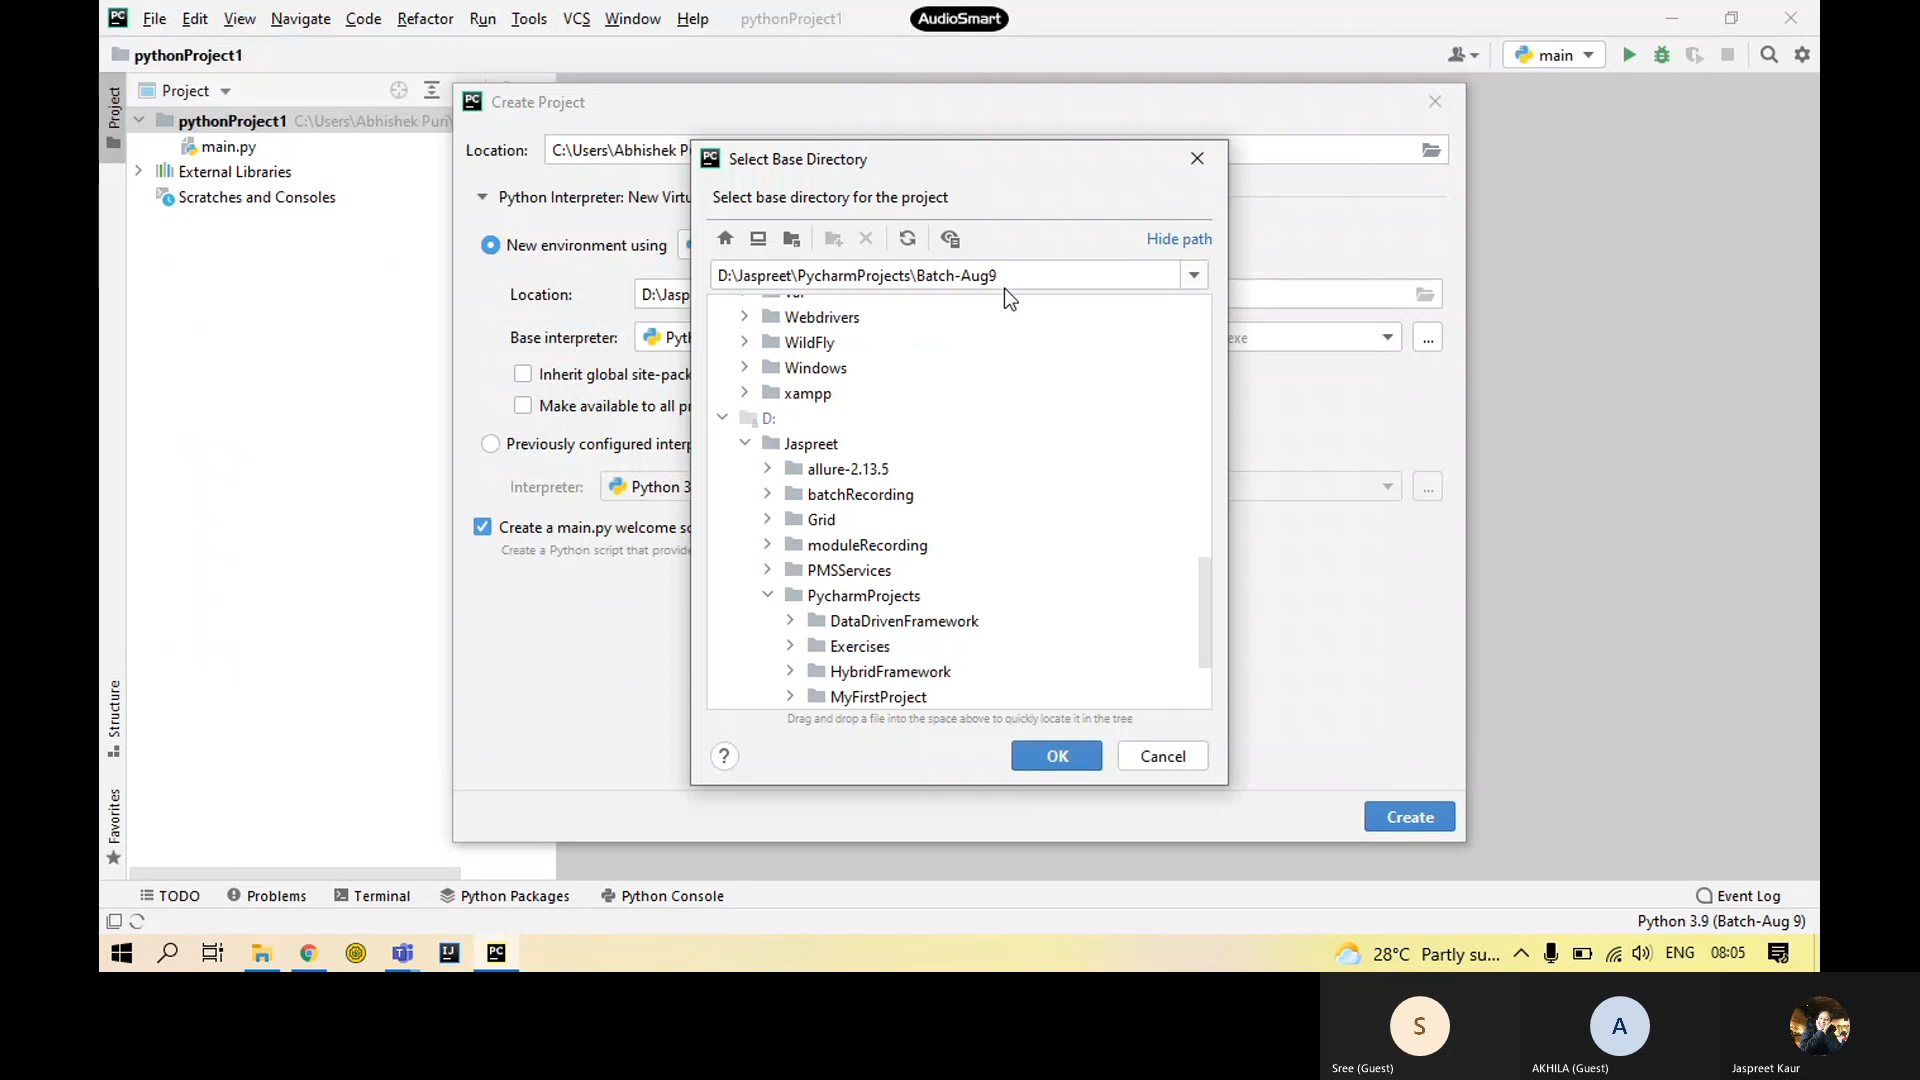 File Edit View Navigate Code Refactor Run Tools VCS Window Help pythonProject1
AudioSmart
pythonProject1
main
Project
Project
pythonProject1 C:\Users\Abhishek Puri\
main.py
External Libraries
Scratches and Consoles
Structure
Favorites
Create Project
Location: C:\Users\Abhishek P
Python Interpreter: New Virtu
New environment using
Location: D:\Jasp
Base interpreter: Pyth
exe
...
Inherit global site-pack
Make available to all pr
Previously configured interp
Interpreter: Python 3
...
Create a main.py welcome sc
Create a Python script that provide
Create
Select Base Directory
Select base directory for the project
Hide path
D:\Jaspreet\PycharmProjects\Batch-Aug9
Webdrivers
WildFly
Windows
xampp
D:
Jaspreet
allure-2.13.5
batchRecording
Grid
moduleRecording
PMSServices
PycharmProjects
DataDrivenFramework
Exercises
HybridFramework
MyFirstProject
Drag and drop a file into the space above to quickly locate it in the tree
?
OK
Cancel
TODO Problems Terminal Python Packages Python Console Event Log
Python 3.9 (Batch-Aug 9)
28°C Partly su... ENG 08:05
S
A
Sree (Guest)
AKHILA (Guest)
Jaspreet Kaur